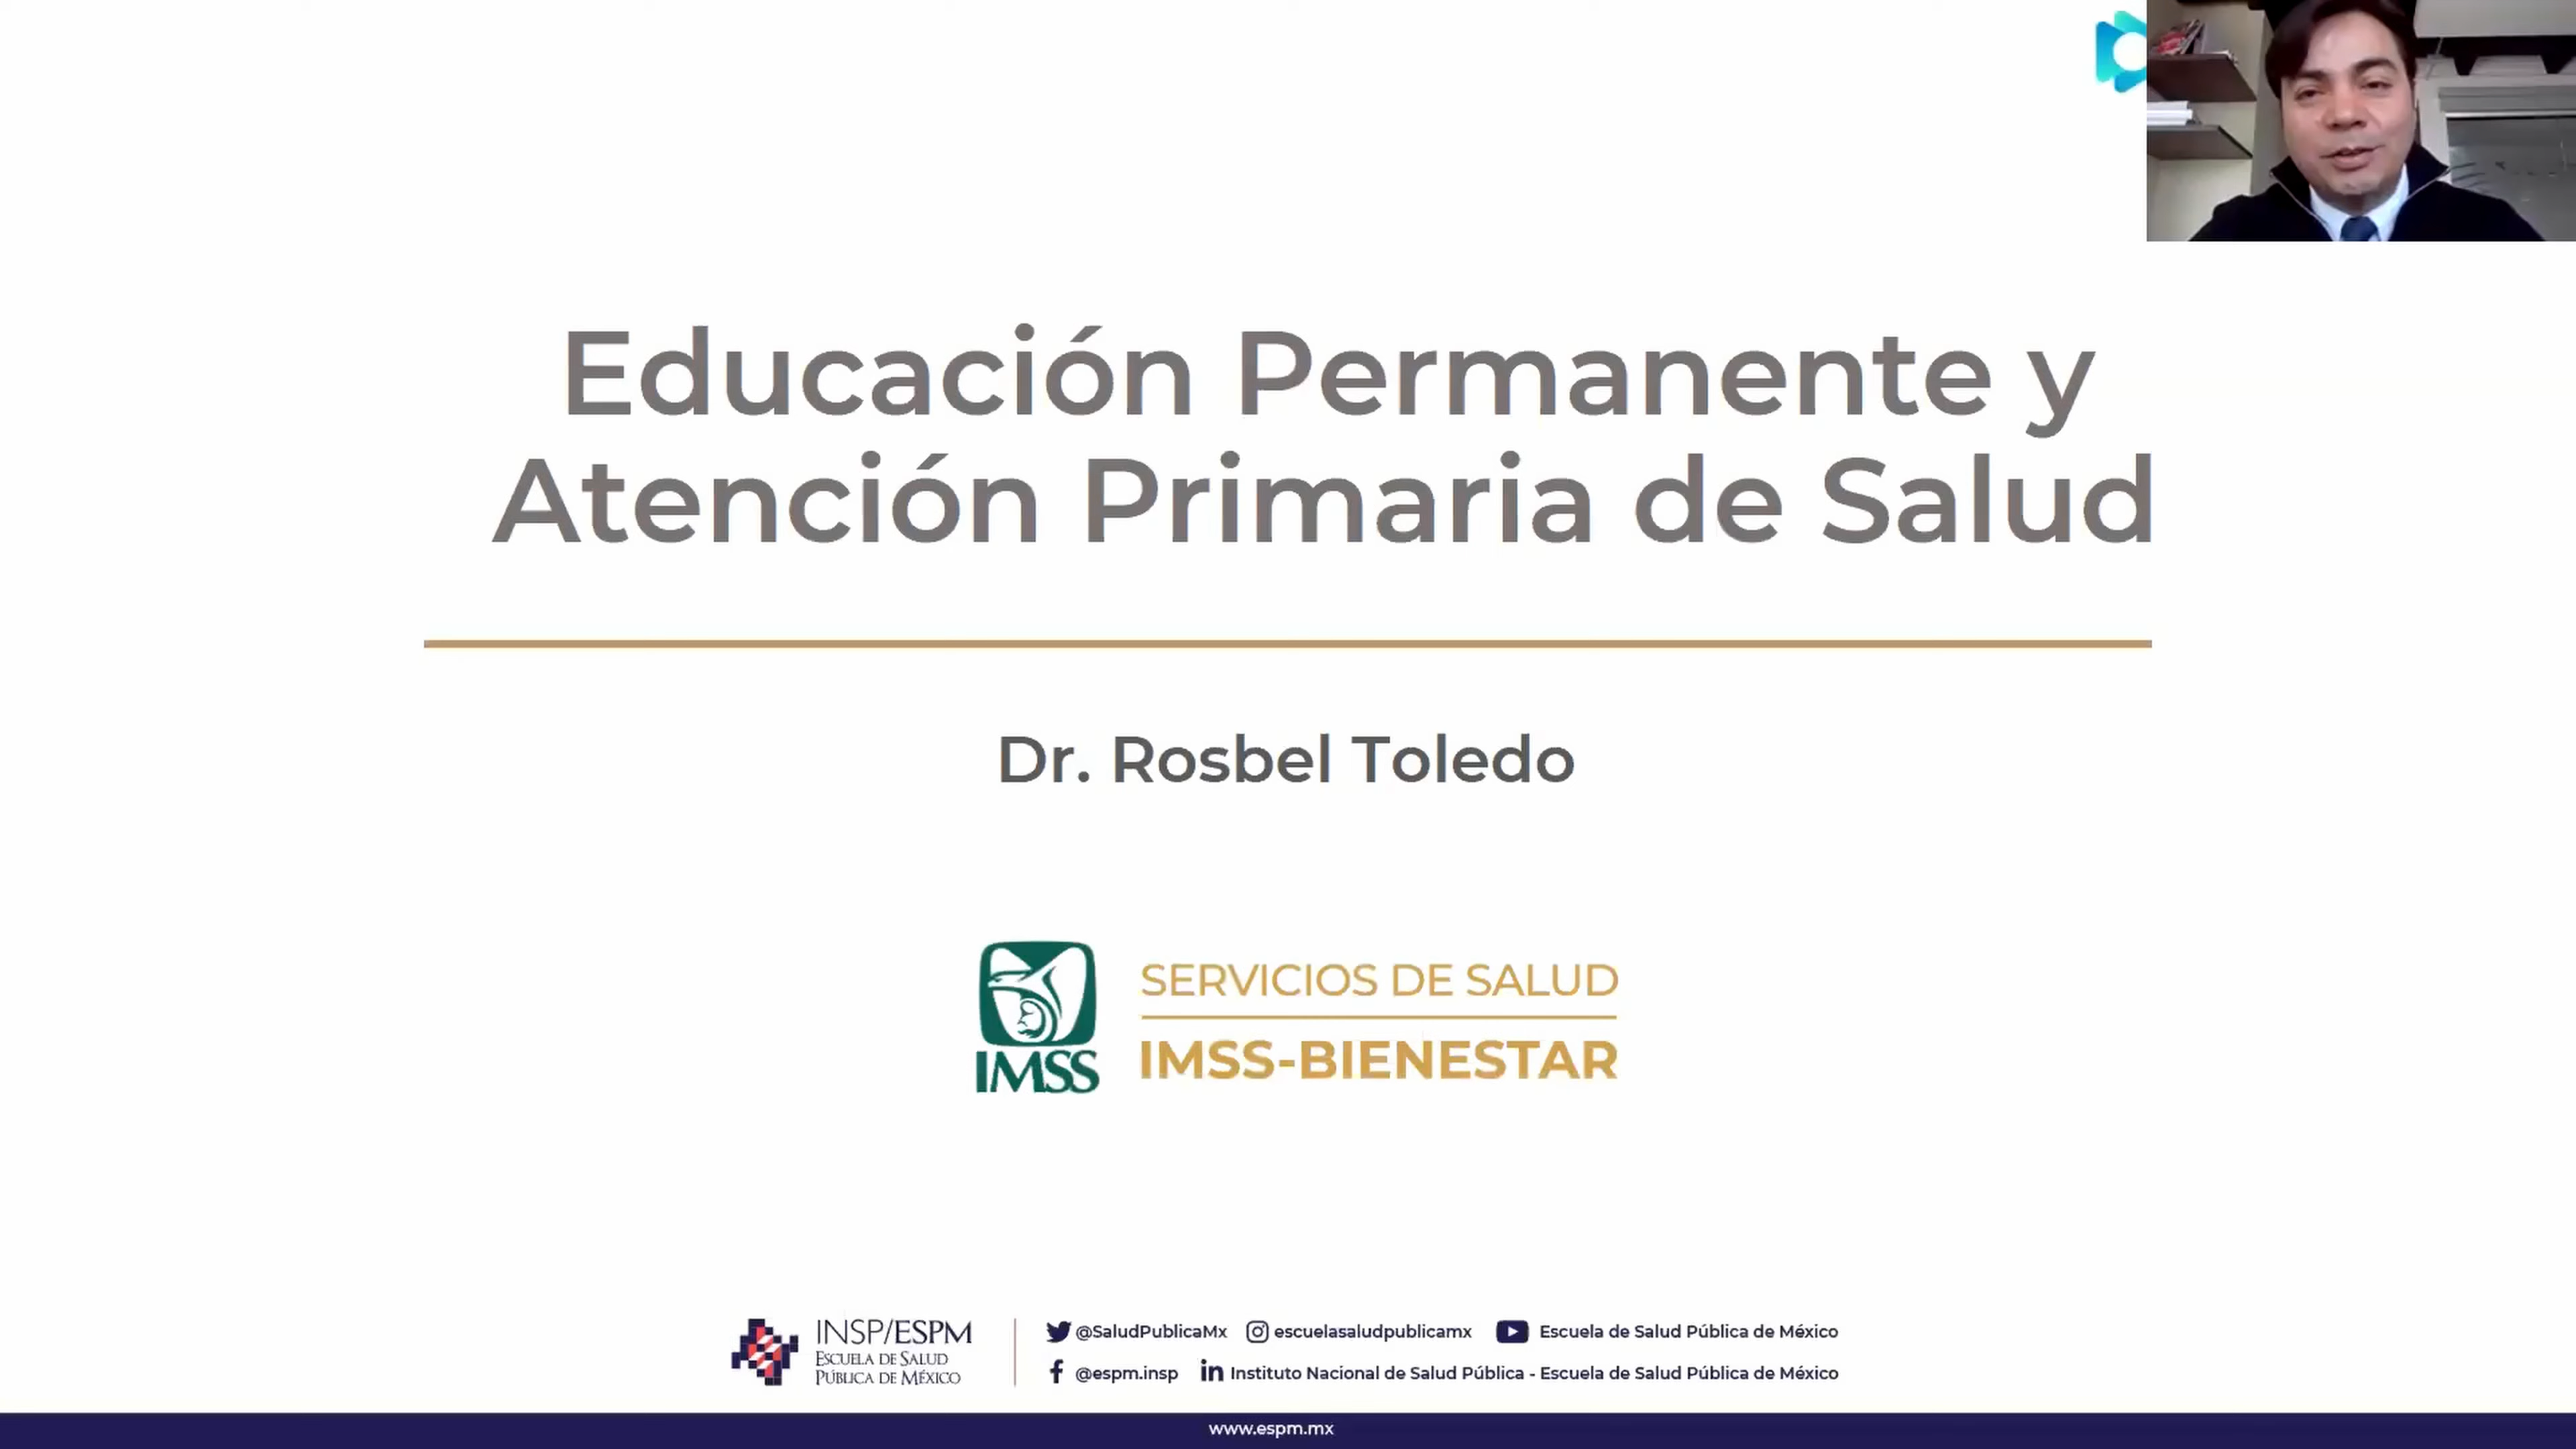 Educación Permanente y
Atención Primaria de Salud
Dr. Rosbel Toledo
IMSS
SERVICIOS DE SALUD
IMSS-BIENESTAR
INSP/ESPM
ESCUELA DE SALUD
PÚBLICA DE MÉXICO
@SaludPublicaMx escuelasaludpublicamx Escuela de Salud Pública de México
@espm.insp Instituto Nacional de Salud Pública - Escuela de Salud Pública de México
www.espm.mx